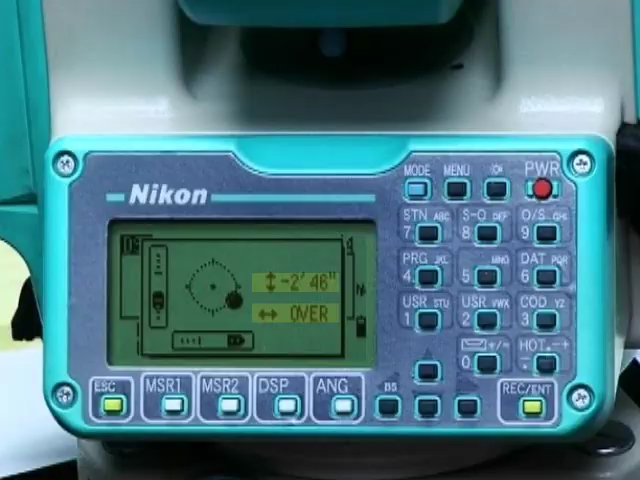 MODE MENU PWR
Nikon
STN ABC S-O DEF O/S GHI
7 8 9
PRG JKL MNO DAT PQR
4 5 6
-2'46"
OVER
USR STU USR VWX COD YZ
1 2 3
+/- HOT
0
ESC MSR1 MSR2 DSP ANG BS REC/ENT